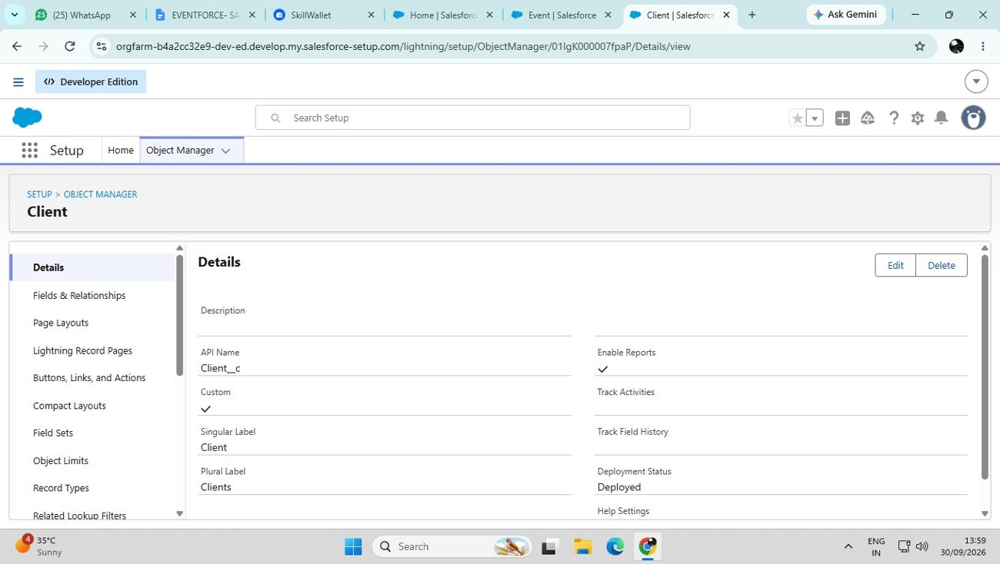 (25) WhatsApp
EVENTFORCE- SA
SkillWallet
Home | Salesforce
Event | Salesforce
Client | Salesforce
Ask Gemini
orgfarm-b4a2cc32e9-dev-ed.develop.my.salesforce-setup.com/lightning/setup/ObjectManager/01IgK000007fpaP/Details/view
Developer Edition
Search Setup
Setup
Home
Object Manager
SETUP > OBJECT MANAGER
Client
Details
Fields & Relationships
Page Layouts
Lightning Record Pages
Buttons, Links, and Actions
Compact Layouts
Field Sets
Object Limits
Record Types
Related Lookup Filters
Details
Edit
Delete
Description
API Name
Client__c
Custom
Singular Label
Client
Plural Label
Clients
Enable Reports
Track Activities
Track Field History
Deployment Status
Deployed
Help Settings
4
35°C
Sunny
Search
ENG
IN
13:59
30/09/2026